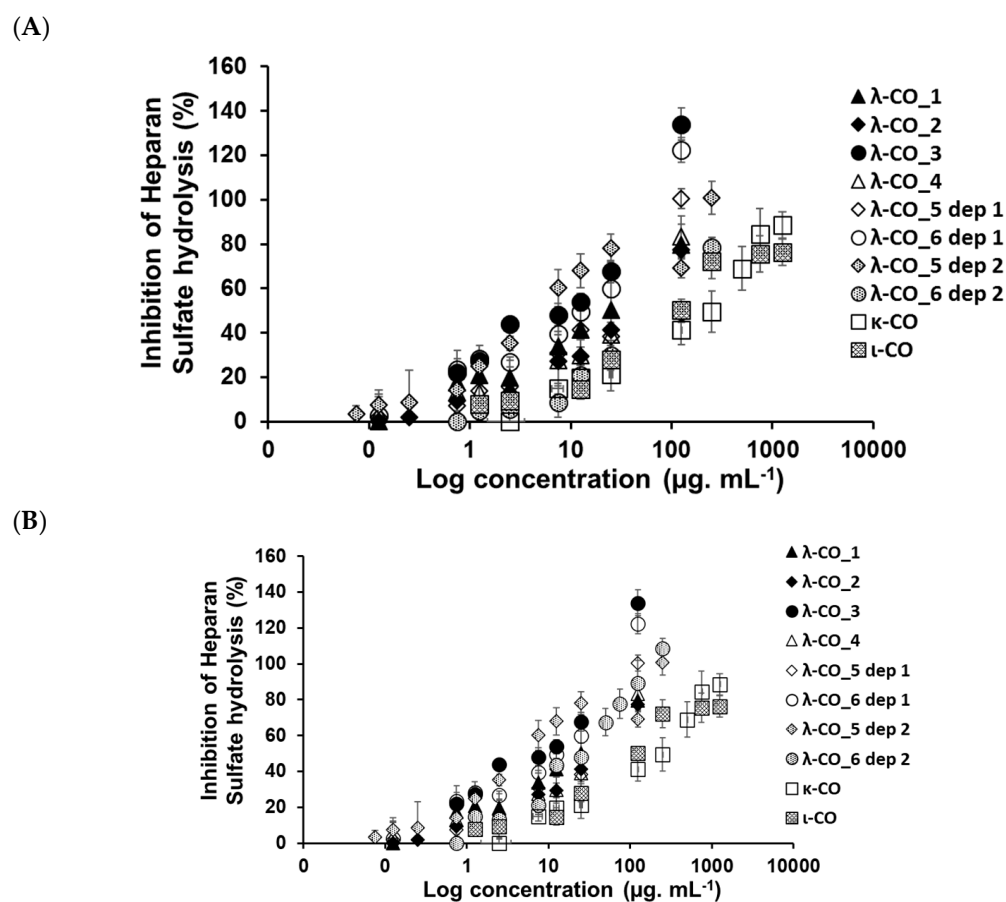 (A)
160
140
120
100
80
60
40
20
0
0 0 1 10 100 1000 10000
Inhibition of Heparan
Sulfate hydrolysis (%)
Log concentration (µg. mL-1)
λ-CO_1
λ-CO_2
λ-CO_3
λ-CO_4
λ-CO_5 dep 1
λ-CO_6 dep 1
λ-CO_5 dep 2
λ-CO_6 dep 2
κ-CO
ι-CO
(B)
160
140
120
100
80
60
40
20
0
0 0 1 10 100 1000 10000
Inhibition of Heparan
Sulfate hydrolysis (%)
Log concentration (µg. mL-1)
λ-CO_1
λ-CO_2
λ-CO_3
λ-CO_4
λ-CO_5 dep 1
λ-CO_6 dep 1
λ-CO_5 dep 2
λ-CO_6 dep 2
κ-CO
ι-CO